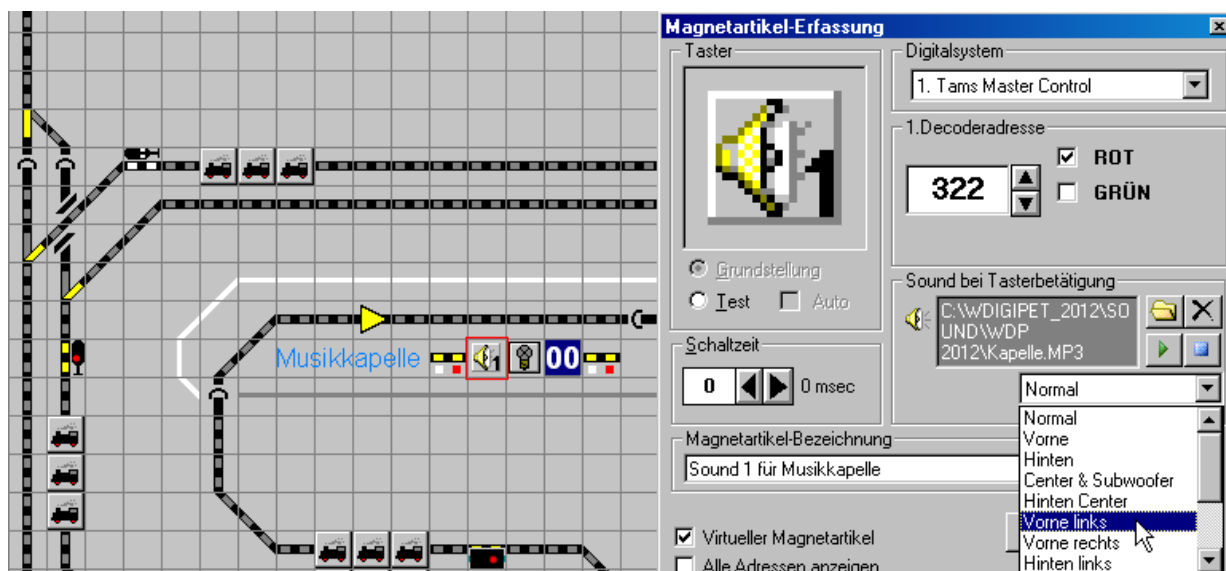 Musikkapelle
00
Magnetartikel-Erfassung
Taster
Grundstellung
Test
Auto
Schaltzeit
0
0 msec
Digitalsystem
1. Tams Master Control
1.Decoderadresse
322
ROT
GRÜN
Sound bei Tasterbetätigung
C:\WDIGIPET_2012\SO
UND\WDP
2012\Kapelle.MP3
Normal
Normal
Vorne
Hinten
Center & Subwoofer
Hinten Center
Vorne links
Vorne rechts
Hinten links
Magnetartikel-Bezeichnung
Sound 1 für Musikkapelle
Virtueller Magnetartikel
Alle Adressen anzeigen